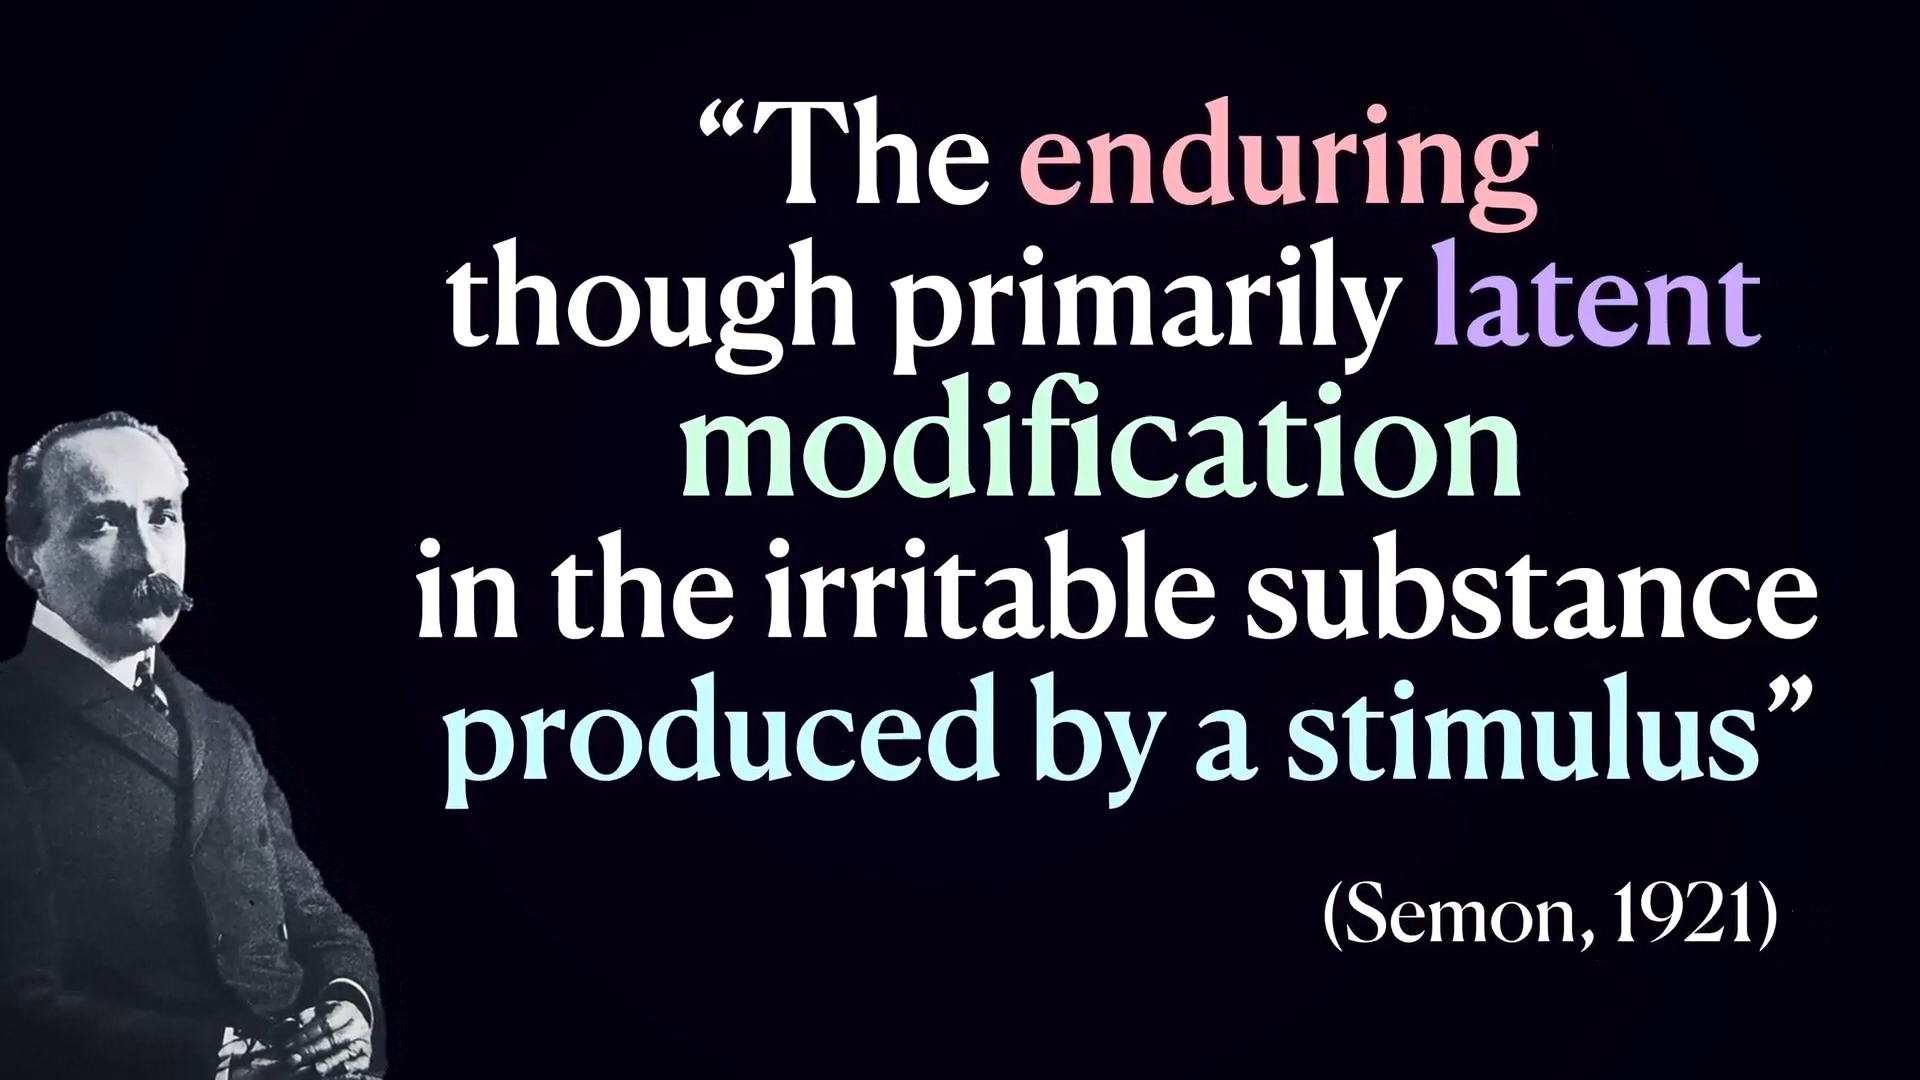 “The enduring
though primarily latent
modification
in the irritable substance
produced by a stimulus”
(Semon, 1921)